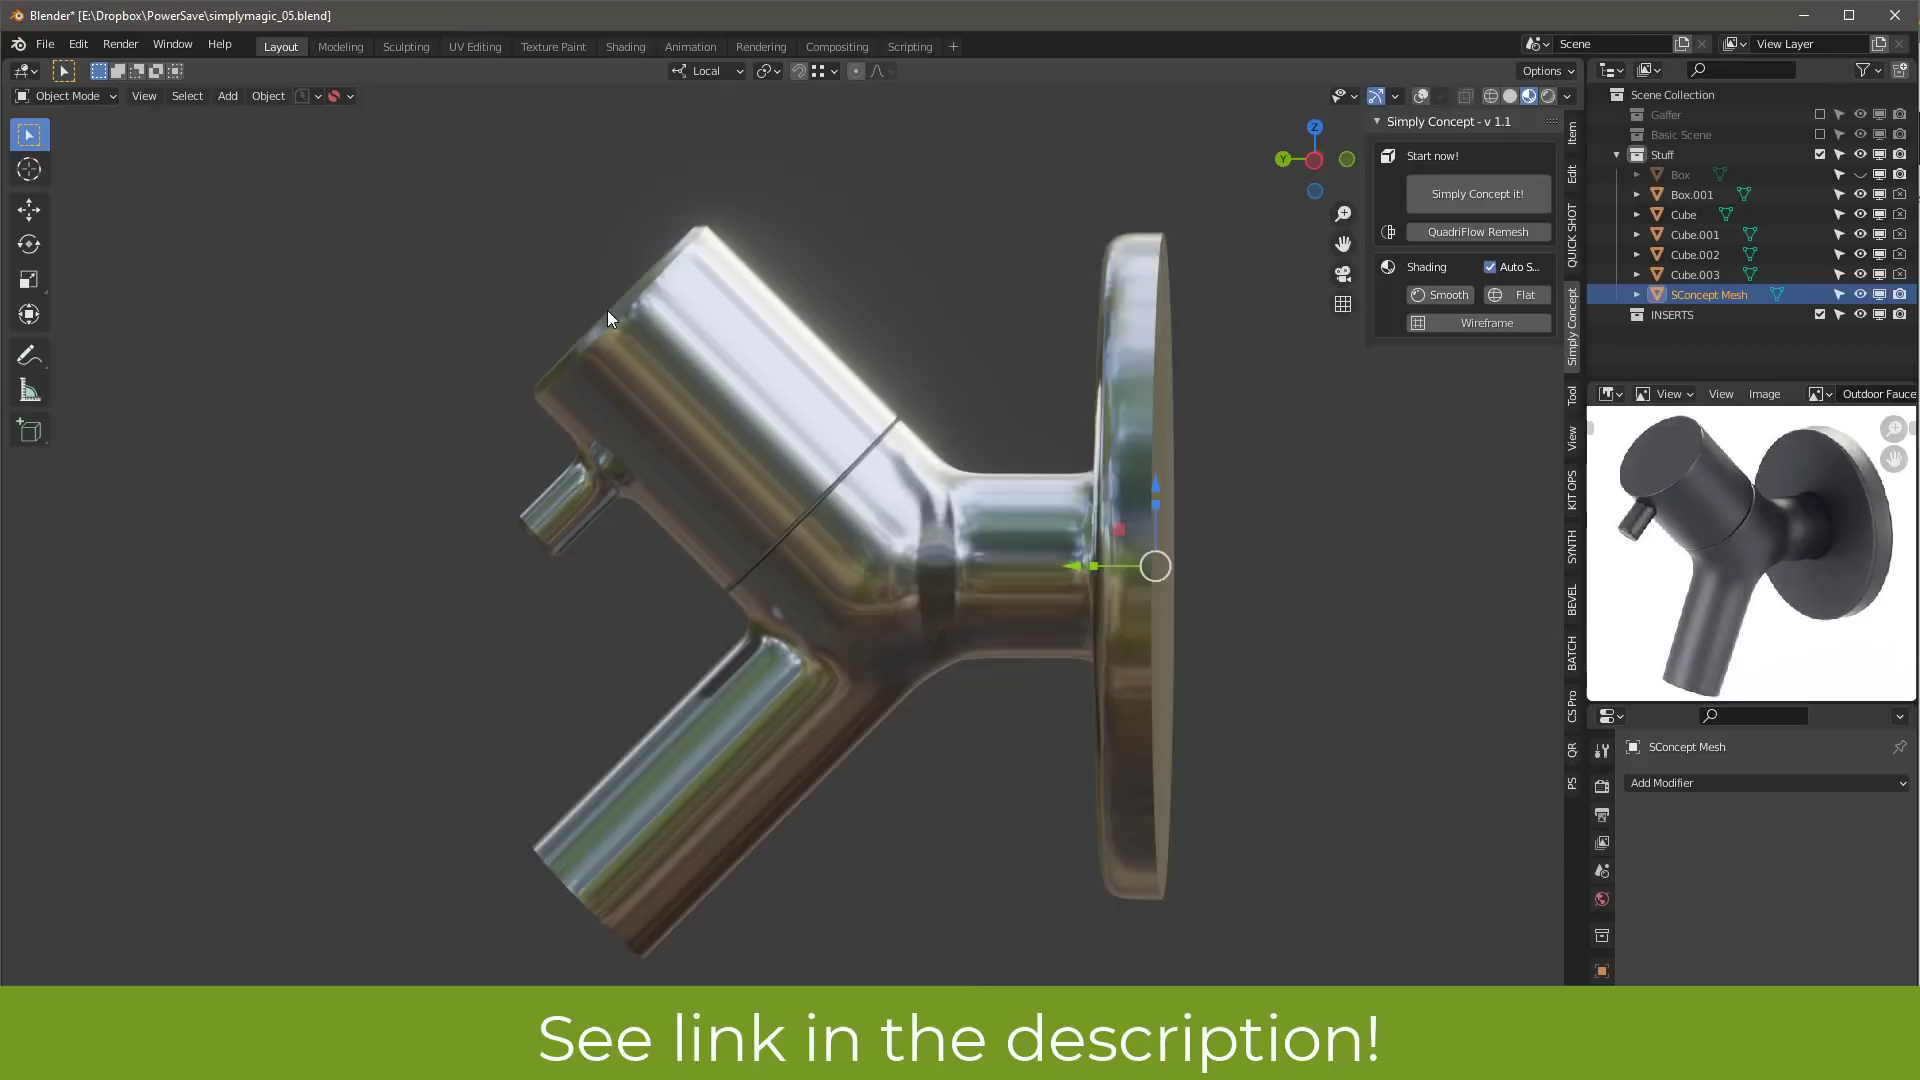 Blender* [E:\Dropbox\PowerSave\simplymagic_05.blend]
File Edit Render Window Help Layout Modeling Sculpting UV Editing Texture Paint Shading Animation Rendering Compositing Scripting + Scene View Layer
Local Options
Object Mode View Select Add Object
Simply Concept - v 1.1
Start now!
Simply Concept it!
QuadriFlow Remesh
Shading Auto S...
Smooth Flat
Wireframe
Z
Y
Item
Edit
QUICK SHOT
Simply Concept
Tool
View
KIT OPS
SYNTH
BEVEL
BATCH
CS Pro
QR
PS
Scene Collection
Gaffer
Basic Scene
Stuff
Box
Box.001
Cube
Cube.001
Cube.002
Cube.003
SConcept Mesh
INSERTS
View View Image Outdoor Fauce
SConcept Mesh
Add Modifier
See link in the description!